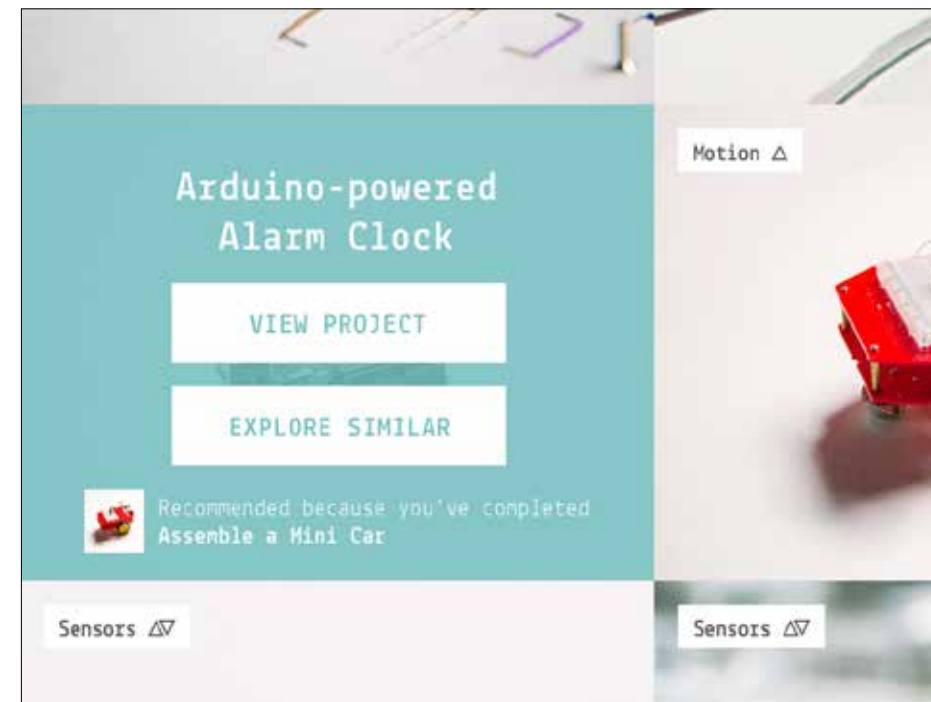 Motion △
Arduino-powered
Alarm Clock
VIEW PROJECT
EXPLORE SIMILAR
Recommended because you've completed
Assemble a Mini Car
Sensors △▽
Sensors △▽